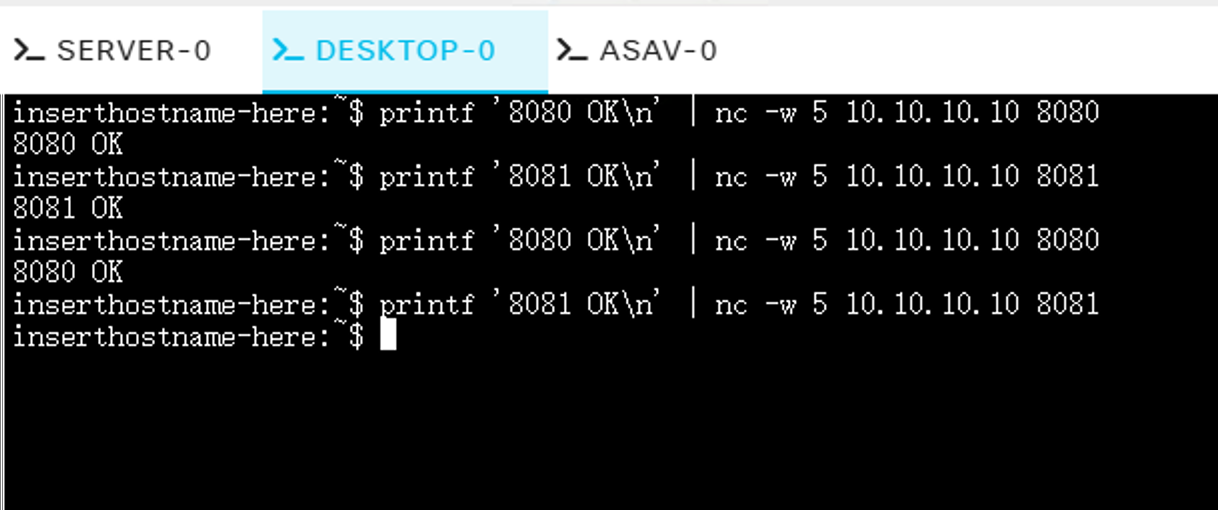 SERVER-0 DESKTOP-0 ASAV-0
inserthostname-here:~$ printf '8080 OK\n' | nc -w 5 10.10.10.10 8080
8080 OK
inserthostname-here:~$ printf '8081 OK\n' | nc -w 5 10.10.10.10 8081
8081 OK
inserthostname-here:~$ printf '8080 OK\n' | nc -w 5 10.10.10.10 8080
8080 OK
inserthostname-here:~$ printf '8081 OK\n' | nc -w 5 10.10.10.10 8081
inserthostname-here:~$